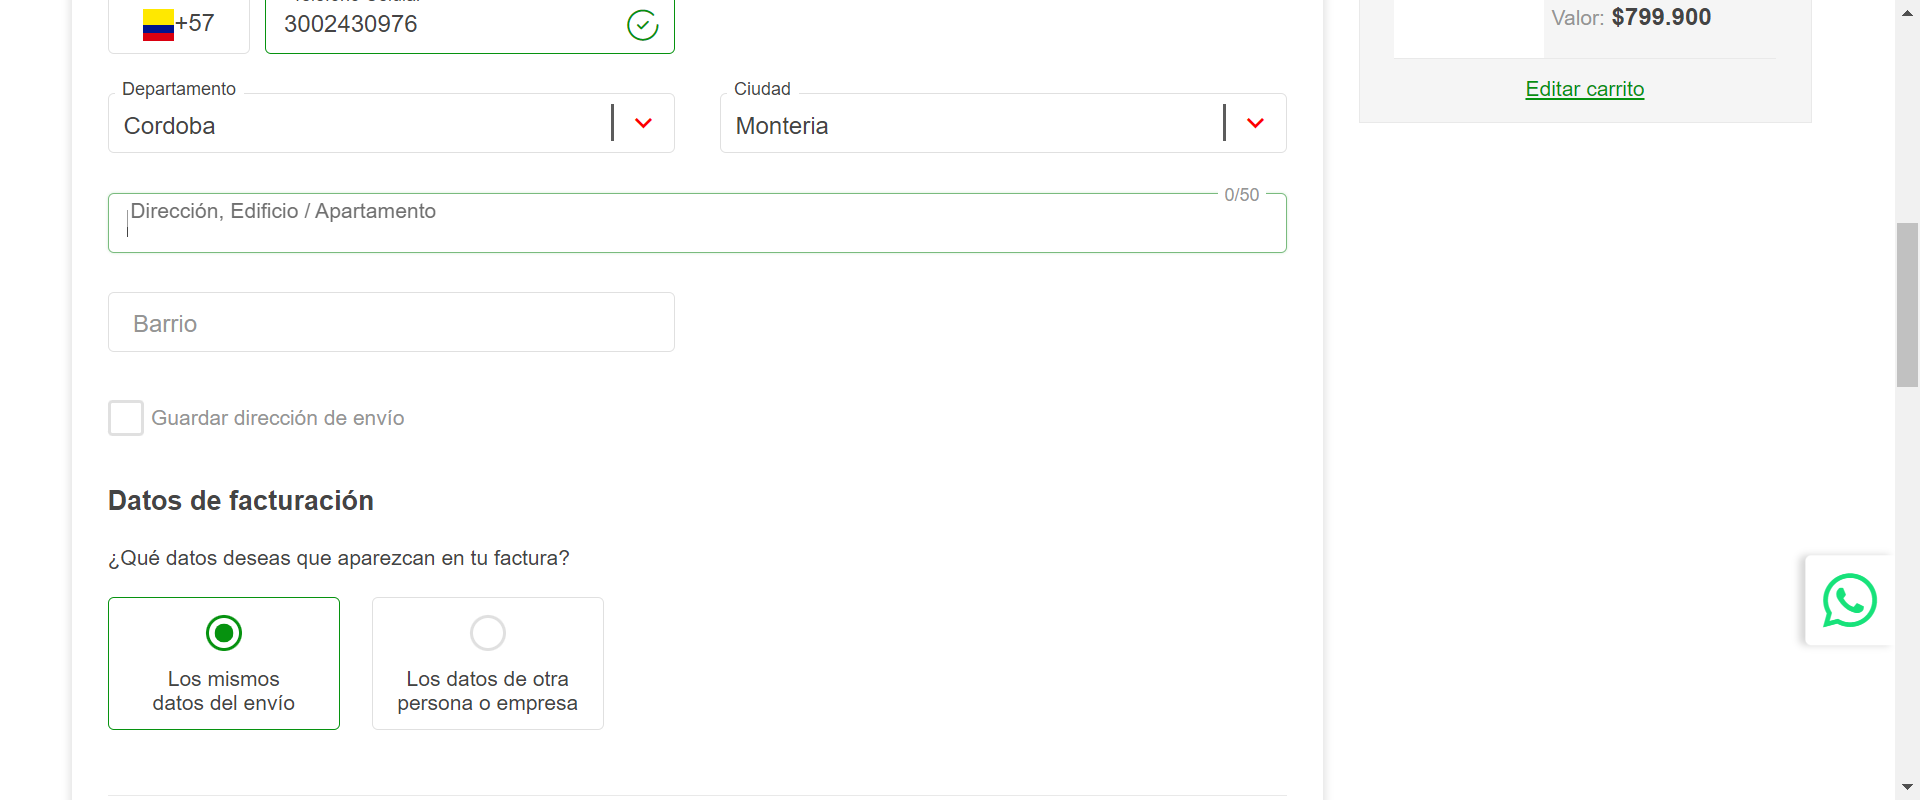 +57
3002430976
Valor: $799.900
Editar carrito
Departamento
Cordoba
Ciudad
Monteria
0/50
Dirección, Edificio / Apartamento
Barrio
Guardar dirección de envío
Datos de facturación
¿Qué datos deseas que aparezcan en tu factura?
Los mismos
datos del envío
Los datos de otra
persona o empresa